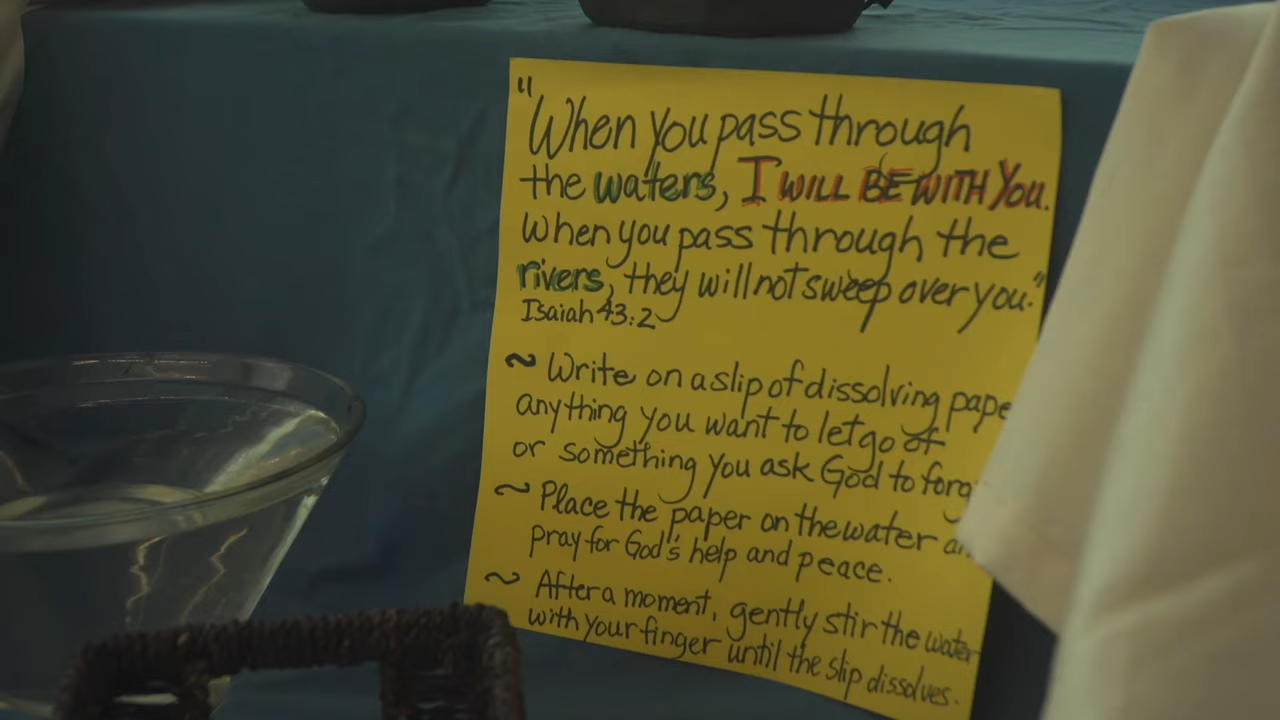 "When you pass through
the waters, I WILL BE WITH YOU.
When you pass through the
rivers, they will not sweep over you."
Isaiah 43:2
~ Write on a slip of dissolving pape
anything you want to let go of
or something you ask God to forg
~ Place the paper on the water
pray for God's help and peace.
~ After a moment, gently stir the water
with your finger until the slip dissolves.